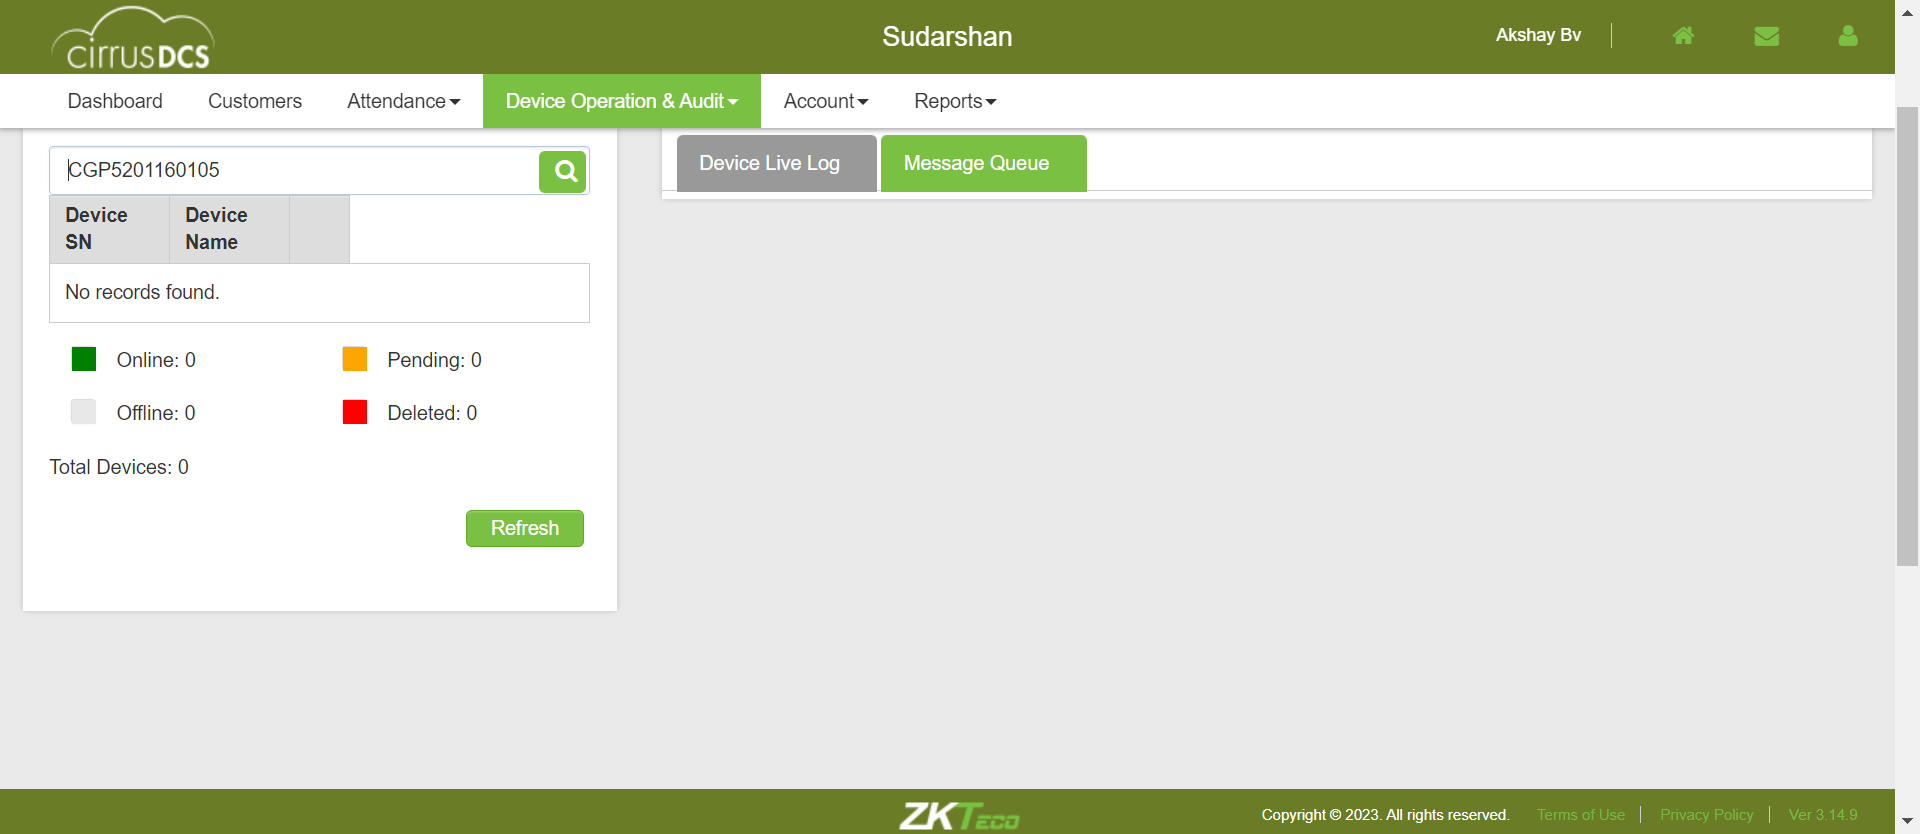 cirrusDCS
Sudarshan
Akshay Bv
Dashboard
Customers
Attendance
Device Operation & Audit
Account
Reports
CGP5201160105
Device SN
Device Name
No records found.
Online: 0
Pending: 0
Offline: 0
Deleted: 0
Total Devices: 0
Refresh
Device Live Log
Message Queue
ZKTeco
Copyright © 2023. All rights reserved.
Terms of Use
Privacy Policy
Ver 3.14.9